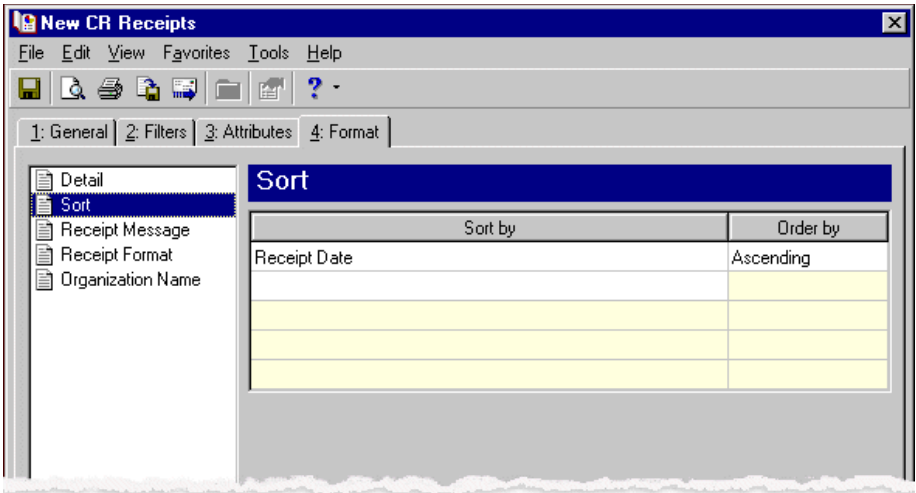 New CR Receipts
File Edit View Favorites Tools Help
?
1: General 2: Filters 3: Attributes 4: Format
Detail
Sort
Receipt Message
Receipt Format
Organization Name
Sort
Sort by Order by
Receipt Date Ascending